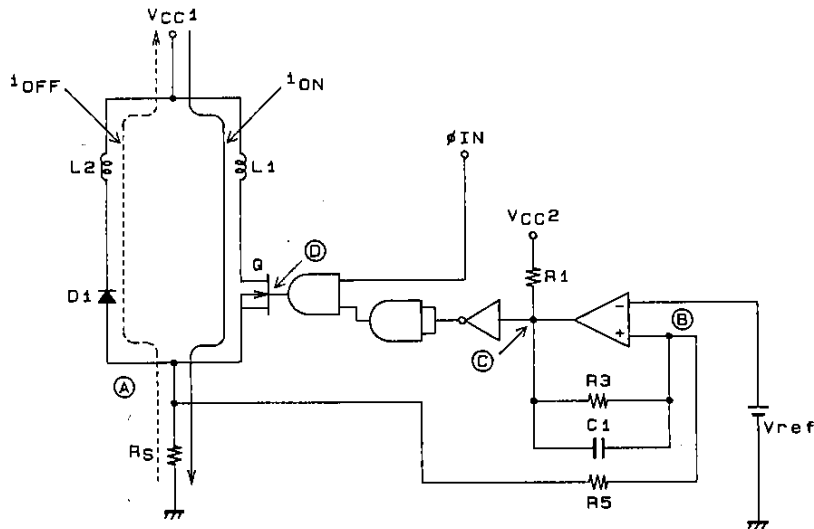 VCC1
iOFF
iON
φIN
L2
L1
VCC2
Q
D
R1
D1
−
B
+
C
A
R3
C1
Vref
RS
R5